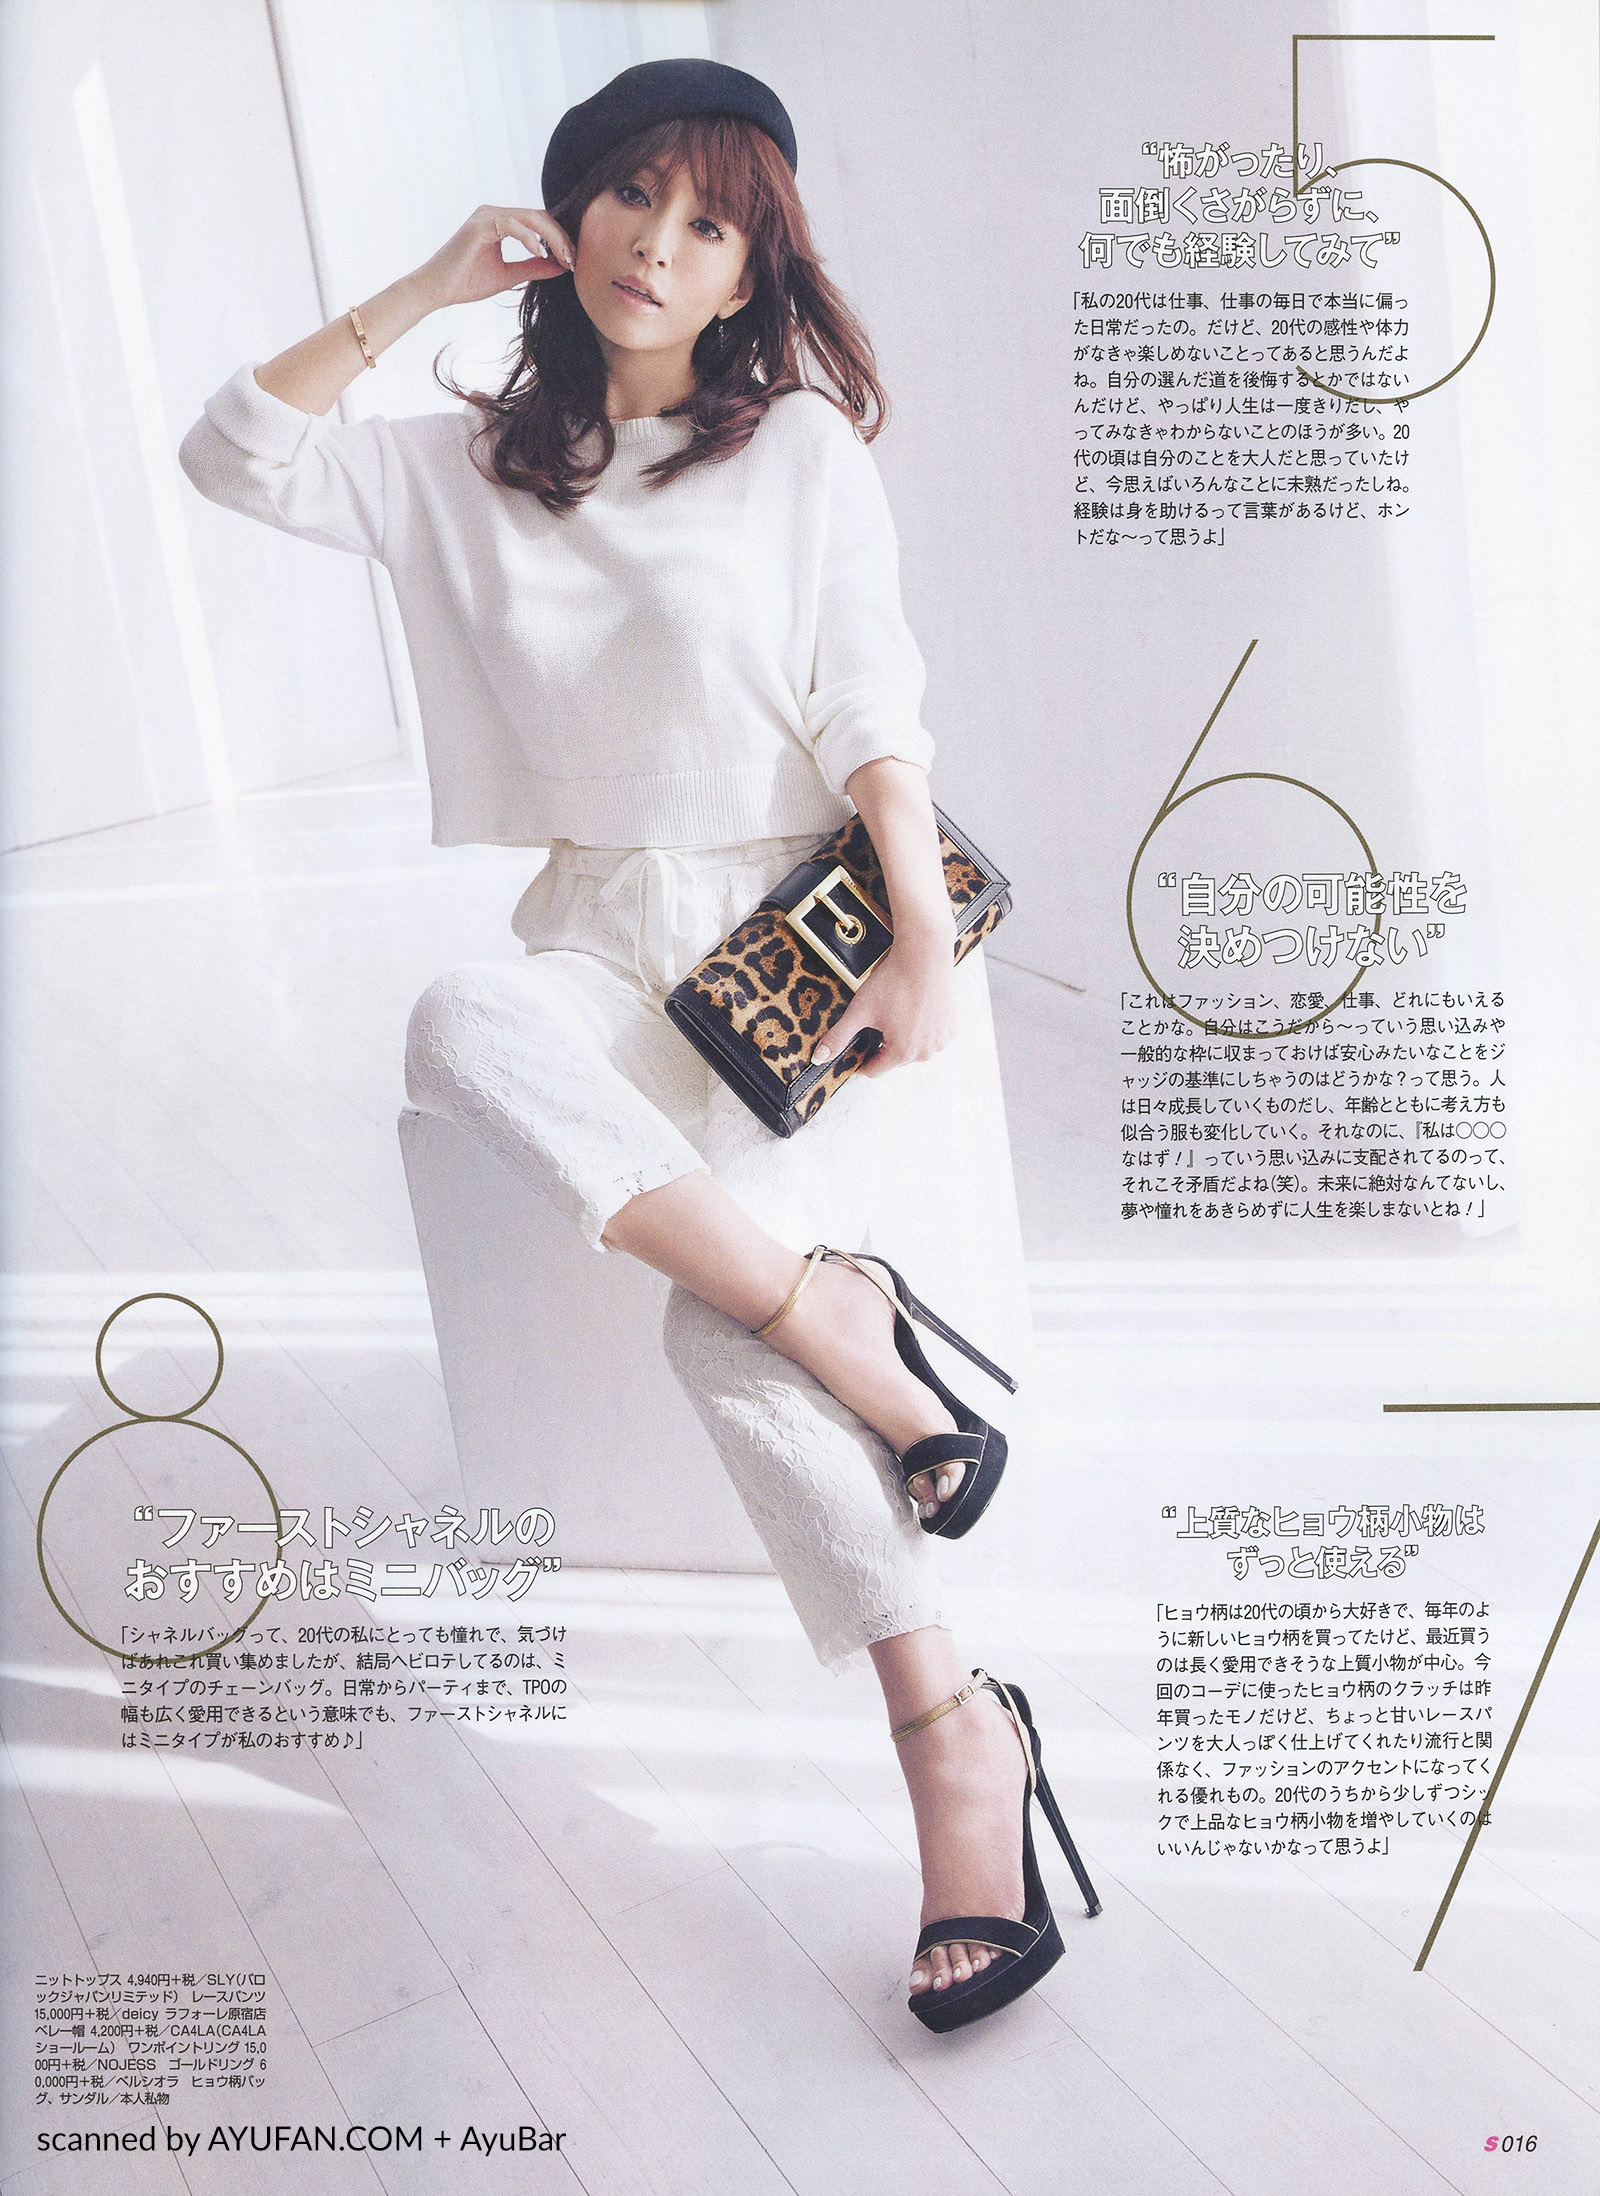 “怖がったり、
面倒くさがらずに、
何でも経験してみて”
「私の20代は仕事、仕事の毎日で本当に偏っ
た日常だったの。だけど、20代の感性や体力
がなきゃ楽しめないことってあると思うんだよ
ね。自分の選んだ道を後悔するとかではない
んだけど、やっぱり人生は一度きりだし、や
ってみなきゃわからないことのほうが多い。20
代の頃は自分のことを大人だと思っていたけ
ど、今思えばいろんなことに未熟だったしね。
経験は身を助けるって言葉があるけど、ホン
トだな〜って思うよ」
5
6
“自分の可能性を
決めつけない”
「これはファッション、恋愛、仕事、どれにもいえる
ことかな。自分はこうだから〜っていう思い込みや
一般的な枠に収まっておけば安心みたいなことをジ
ャッジの基準にしちゃうのはどうかな？って思う。人
は日々成長していくものだし、年齢とともに考え方も
似合う服も変化していく。それなのに、『私は○○○
なはず！』っていう思い込みに支配されてるのって、
それこそ矛盾だよね(笑)。未来に絶対なんてないし、
夢や憧れをあきらめずに人生を楽しまないとね！」
7
“上質なヒョウ柄小物は
ずっと使える”
「ヒョウ柄は20代の頃から大好きで、毎年のよ
うに新しいヒョウ柄を買ってたけど、最近買う
のは長く愛用できそうな上質小物が中心。今
回のコーデに使ったヒョウ柄のクラッチは昨
年買ったモノだけど、ちょっと甘いレースパ
ンツを大人っぽく仕上げてくれたり流行と関
係なく、ファッションのアクセントになってく
れる優れもの。20代のうちから少しずつシッ
クで上品なヒョウ柄小物を増やしていくのは
いいんじゃないかなって思うよ」
8
“ファーストシャネルの
おすすめはミニバッグ”
「シャネルバッグって、20代の私にとっても憧れで、気づけ
ばあれこれ買い集めましたが、結局ヘビロテしてるのは、ミ
ニタイプのチェーンバッグ。日常からパーティまで、TPOの
幅も広く愛用できるという意味でも、ファーストシャネルに
はミニタイプが私のおすすめ♪」
ニットトップス 4,940円＋税／SLY(バロ
ックジャパンリミテッド)　レースパンツ
15,000円＋税／deicy ラフォーレ原宿店
ベレー帽 4,200円＋税／CA4LA(CA4LA
ショールーム)　ワンポイントリング 15,0
00円＋税／NOJESS　ゴールドリング 6
0,000円＋税／ベルシオラ　ヒョウ柄バッ
グ、サンダル／本人私物
scanned by AYUFAN.COM + AyuBar
S 016